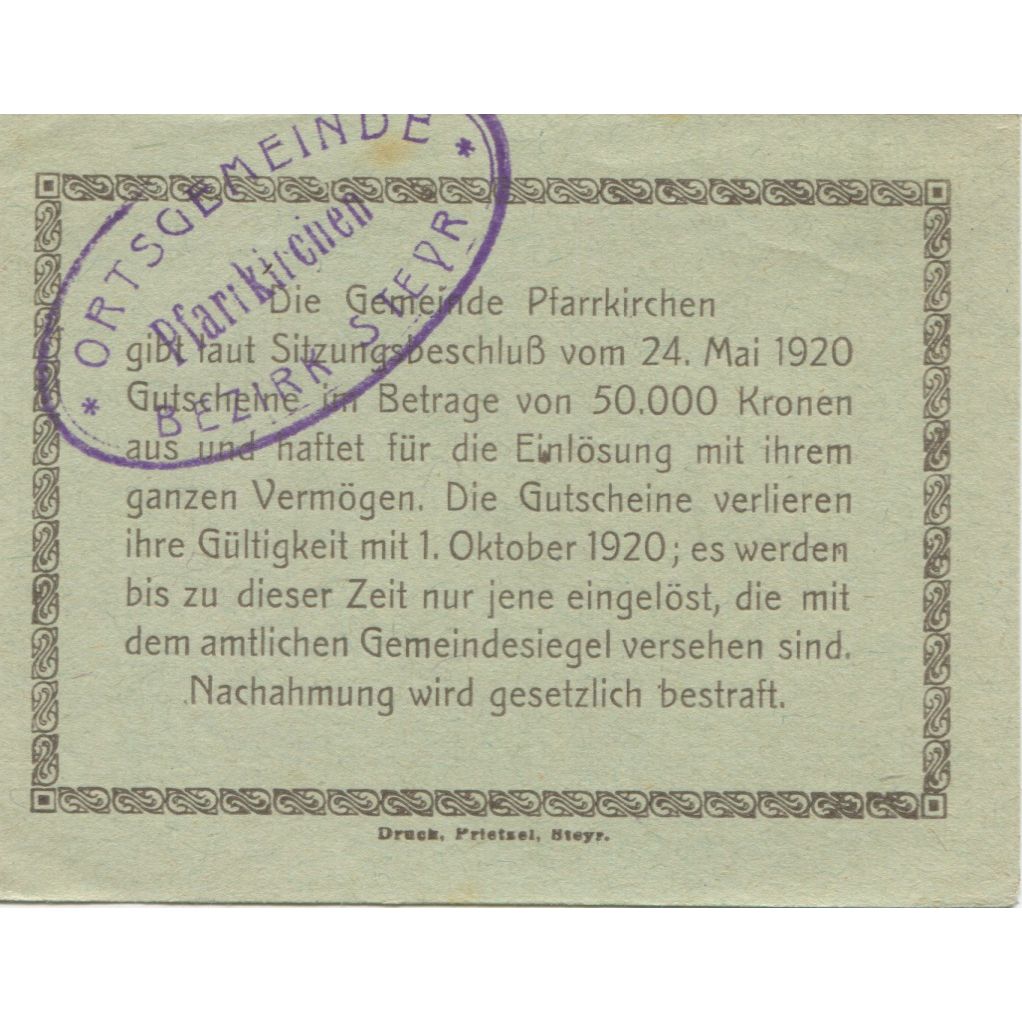 * ORTSGEMEINDE *
Pfarrkirchen
BEZIRK STEYR
Die Gemeinde Pfarrkirchen
gibt laut Sitzungsbeschluß vom 24. Mai 1920
Gutscheine im Betrage von 50.000 Kronen
aus und haftet für die Einlösung mit ihrem
ganzen Vermögen. Die Gutscheine verlieren
ihre Gültigkeit mit 1. Oktober 1920; es werden
bis zu dieser Zeit nur jene eingelöst, die mit
dem amtlichen Gemeindesiegel versehen sind.
Nachahmung wird gesetzlich bestraft.
Druck, Prietzel, Steyr.